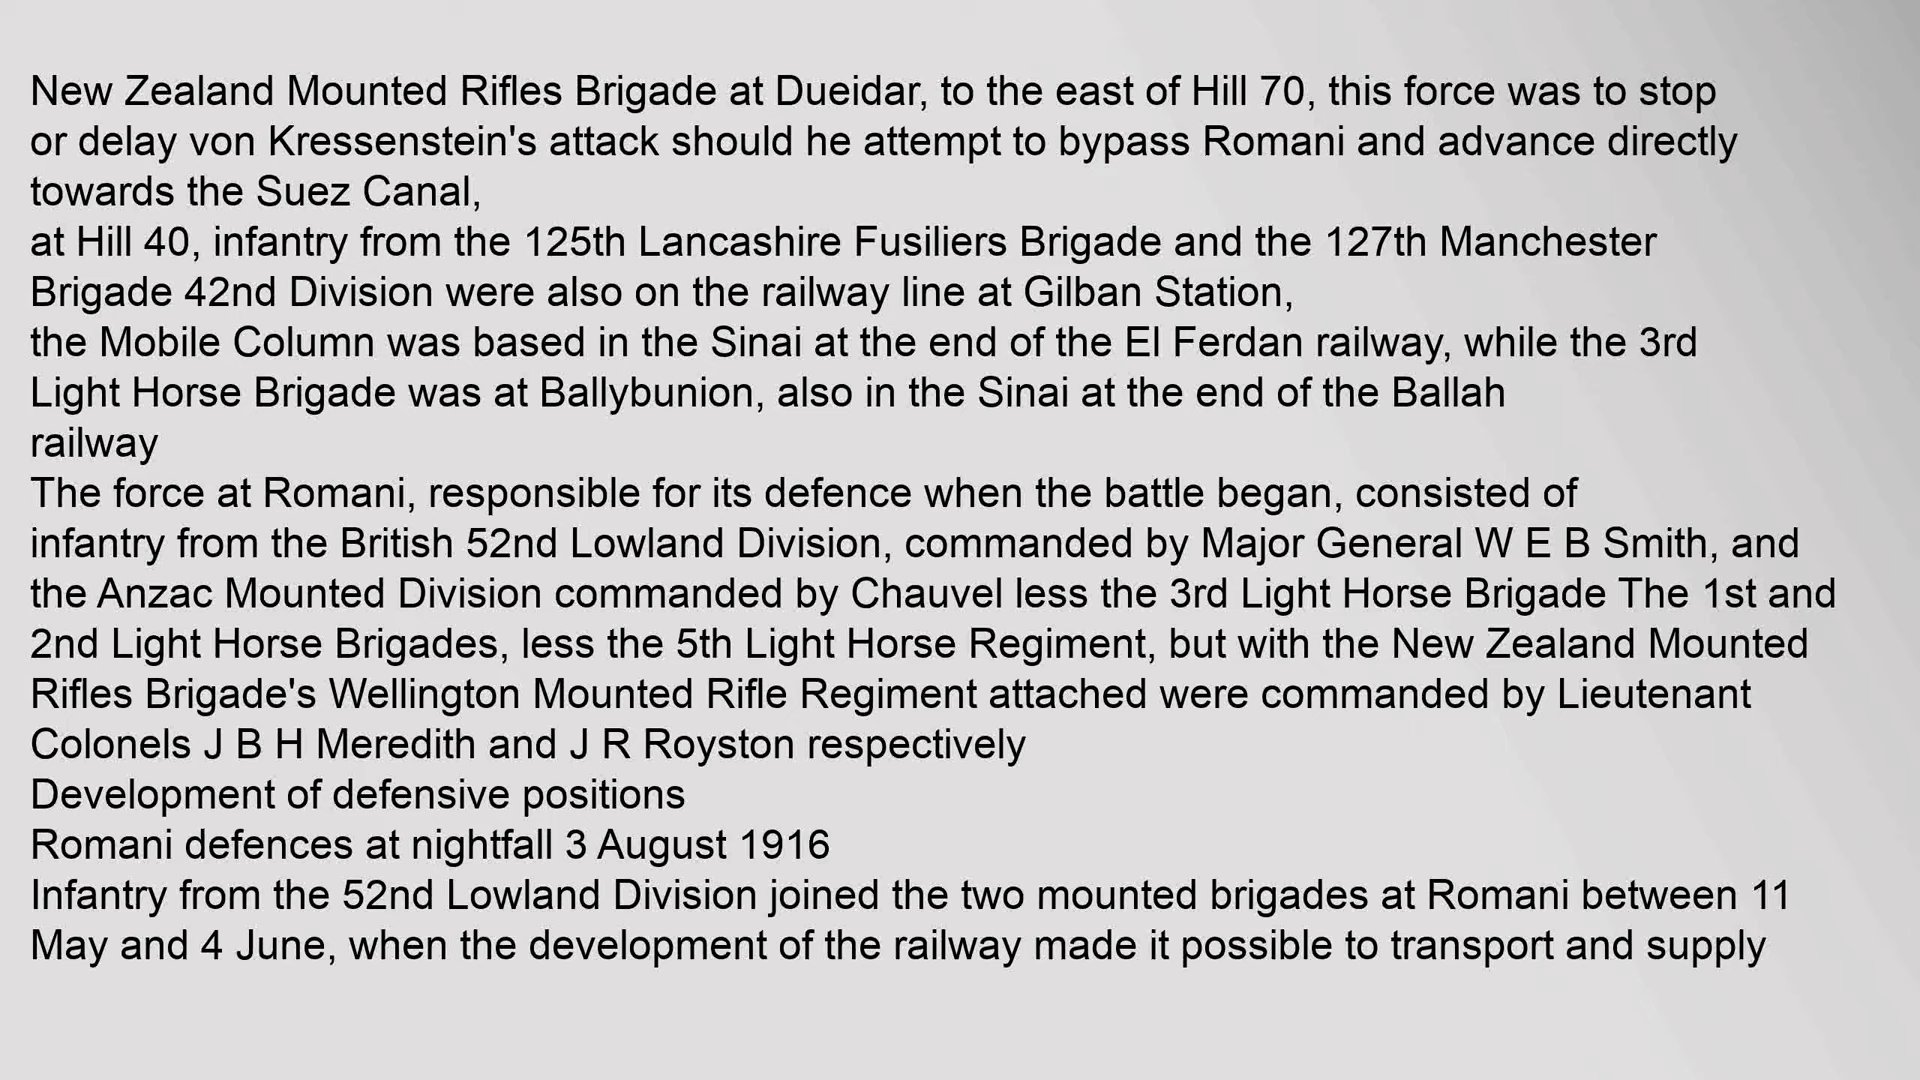 New Zealand Mounted Rifles Brigade at Dueidar, to the east of Hill 70, this force was to stop
or delay von Kressenstein's attack should he attempt to bypass Romani and advance directly
towards the Suez Canal,
at Hill 40, infantry from the 125th Lancashire Fusiliers Brigade and the 127th Manchester
Brigade 42nd Division were also on the railway line at Gilban Station,
the Mobile Column was based in the Sinai at the end of the El Ferdan railway, while the 3rd
Light Horse Brigade was at Ballybunion, also in the Sinai at the end of the Ballah
railway
The force at Romani, responsible for its defence when the battle began, consisted of
infantry from the British 52nd Lowland Division, commanded by Major General W E B Smith, and
the Anzac Mounted Division commanded by Chauvel less the 3rd Light Horse Brigade The 1st and
2nd Light Horse Brigades, less the 5th Light Horse Regiment, but with the New Zealand Mounted
Rifles Brigade's Wellington Mounted Rifle Regiment attached were commanded by Lieutenant
Colonels J B H Meredith and J R Royston respectively
Development of defensive positions
Romani defences at nightfall 3 August 1916
Infantry from the 52nd Lowland Division joined the two mounted brigades at Romani between 11
May and 4 June, when the development of the railway made it possible to transport and supply